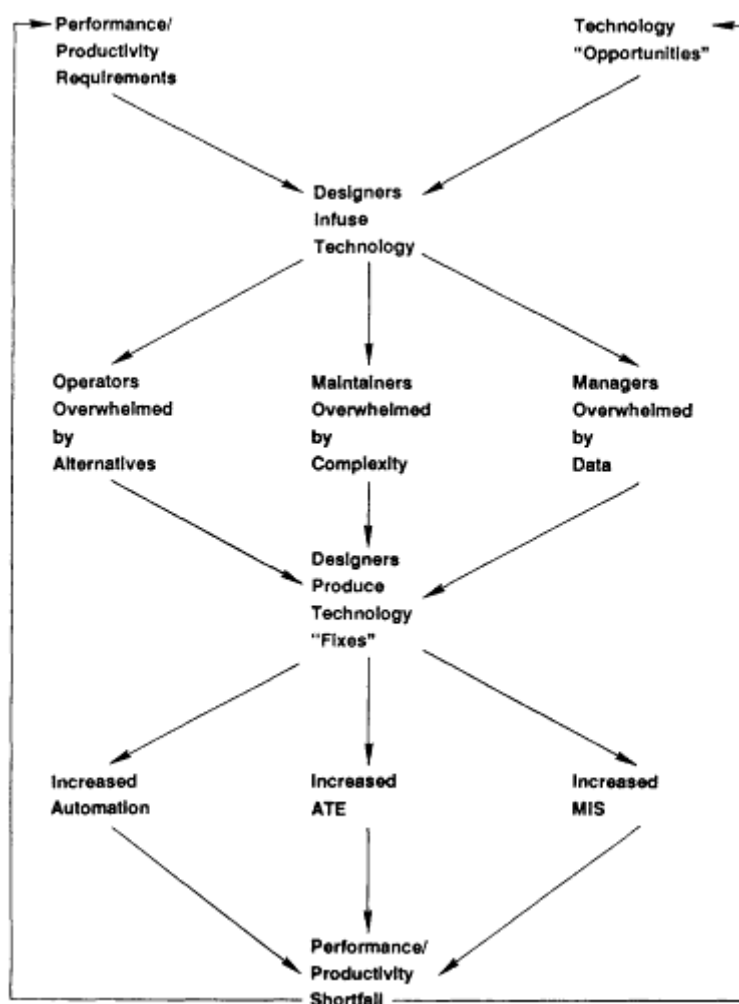 Performance/
Productivity
Requirements
Technology
"Opportunities"
Designers
Infuse
Technology
Operators
Overwhelmed
by
Alternatives
Maintainers
Overwhelmed
by
Complexity
Managers
Overwhelmed
by
Data
Designers
Produce
Technology
"Fixes"
Increased
Automation
Increased
ATE
Increased
MIS
Performance/
Productivity
Shortfall